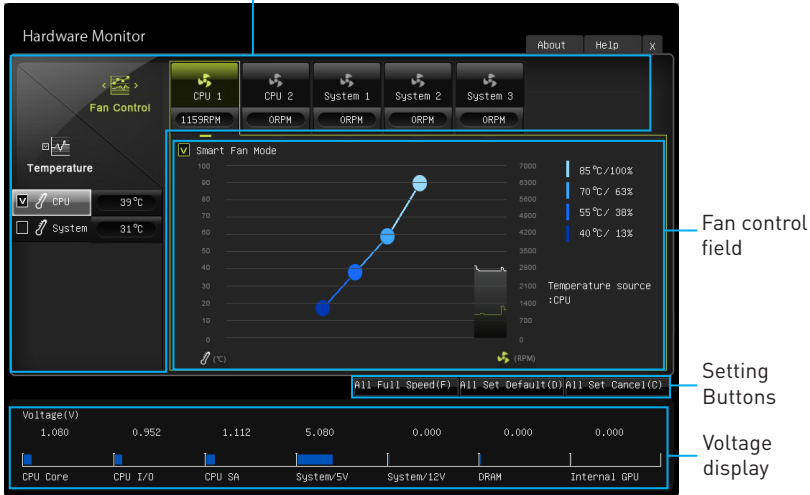 Hardware Monitor
About Help X
Fan Control
CPU 1 CPU 2 System 1 System 2 System 3
1159RPM 0RPM 0RPM 0RPM 0RPM
Temperature
V CPU 39°C
System 31°C
V Smart Fan Mode
100 7000
90 6300
80 5600
70 4900
60 4200
50 3500
40 2800
30 2100
20 1400
10 700
0 0
(℃) (RPM)
85℃/100%
70℃/ 63%
55℃/ 38%
40℃/ 13%
Temperature source
:CPU
Fan control
field
All Full Speed(F) All Set Default(D) All Set Cancel(C)
Setting
Buttons
Voltage(V)
1.080 0.952 1.112 5.080 0.000 0.000 0.000
CPU Core CPU I/O CPU SA System/5V System/12V DRAM Internal GPU
Voltage
display